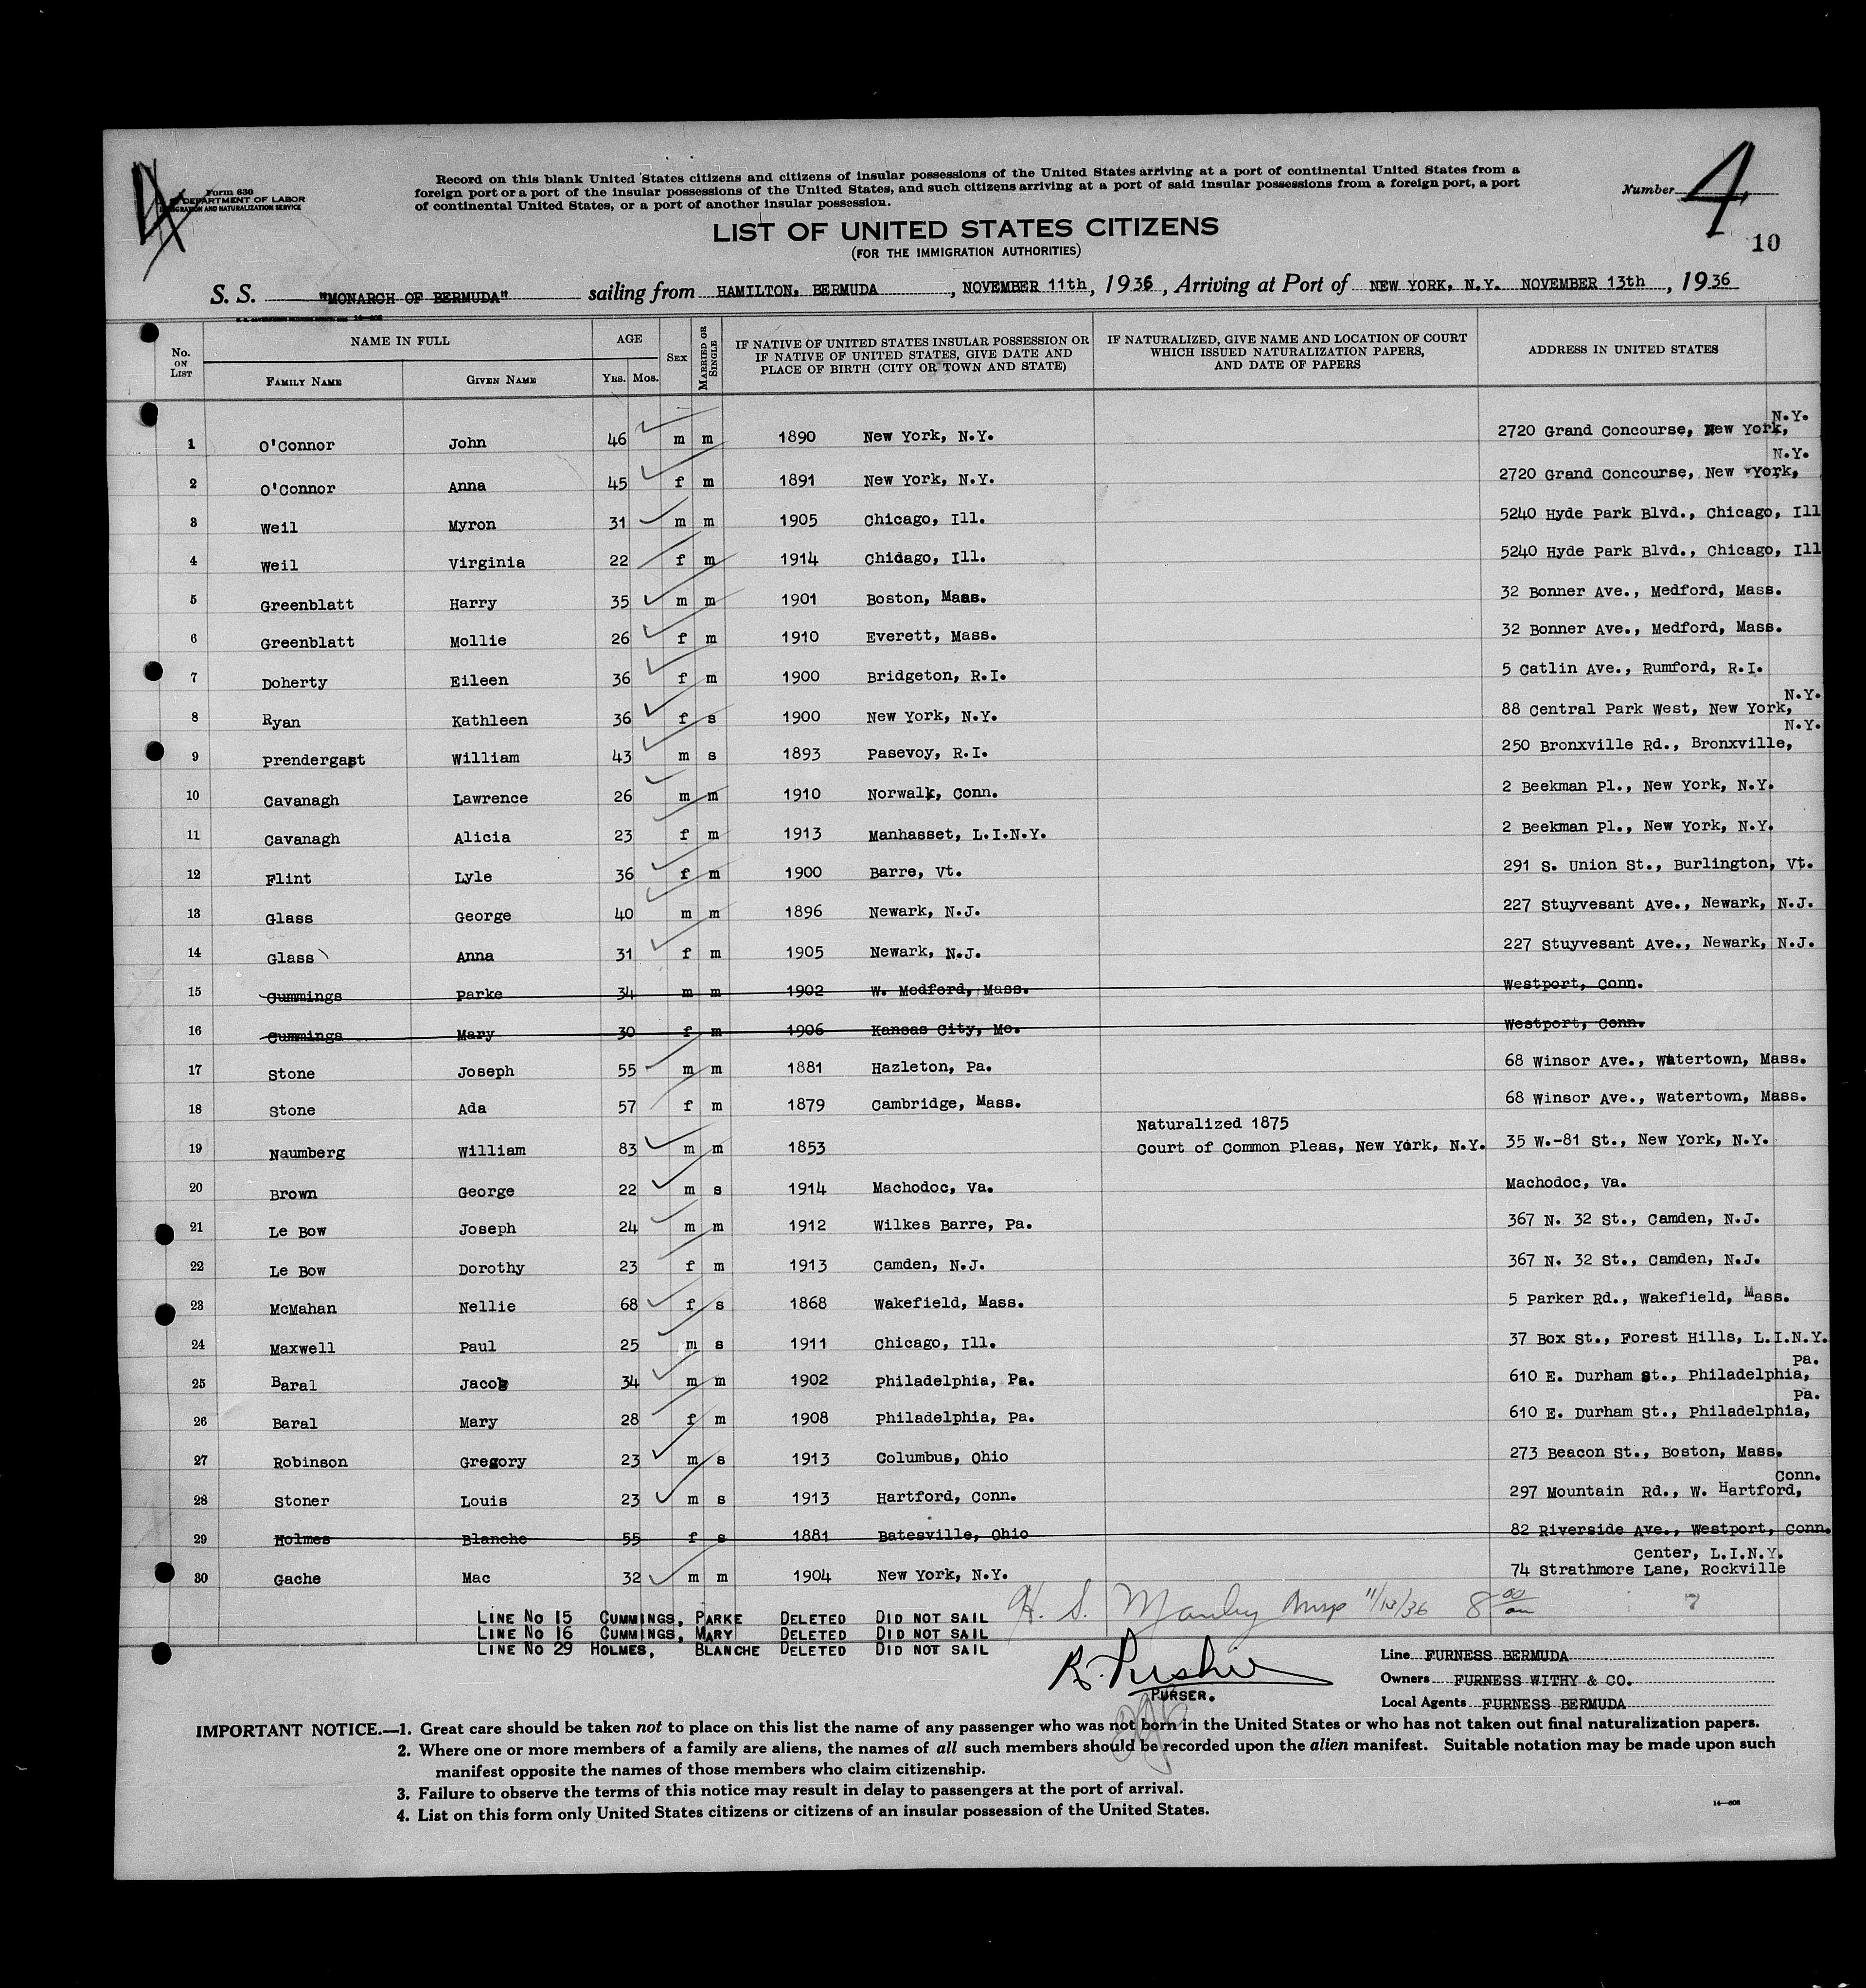 Form 630
DEPARTMENT OF LABOR
IMMIGRATION AND NATURALIZATION SERVICE
Record on this blank United States citizens and citizens of insular possessions of the United States arriving at a port of continental United States from a
foreign port or a port of the insular possessions of the United States, and such citizens arriving at a port of said insular possessions from a foreign port, a port
of continental United States, or a port of another insular possession.
Number 4
10
LIST OF UNITED STATES CITIZENS
(FOR THE IMMIGRATION AUTHORITIES)
S. S. "MONARCH OF BERMUDA" sailing from HAMILTON, BERMUDA, NOVEMBER 11th, 1936, Arriving at Port of NEW YORK, N.Y. NOVEMBER 13th, 1936
No. ON LIST
NAME IN FULL
FAMILY NAME
GIVEN NAME
AGE
YRS. MOS.
SEX
MARRIED OR SINGLE
IF NATIVE OF UNITED STATES INSULAR POSSESSION OR
IF NATIVE OF UNITED STATES, GIVE DATE AND
PLACE OF BIRTH (CITY OR TOWN AND STATE)
IF NATURALIZED, GIVE NAME AND LOCATION OF COURT
WHICH ISSUED NATURALIZATION PAPERS,
AND DATE OF PAPERS
ADDRESS IN UNITED STATES
N.Y.
1 O'Connor John 46 m m 1890 New York, N.Y. 2720 Grand Concourse, New York,
N.Y.
2 O'Connor Anna 45 f m 1891 New York, N.Y. 2720 Grand Concourse, New York,
3 Weil Myron 31 m m 1905 Chicago, Ill. 5240 Hyde Park Blvd., Chicago, Ill
4 Weil Virginia 22 f m 1914 Chidago, Ill. 5240 Hyde Park Blvd., Chicago, Ill
5 Greenblatt Harry 35 m m 1901 Boston, Mass. 32 Bonner Ave., Medford, Mass.
6 Greenblatt Mollie 26 f m 1910 Everett, Mass. 32 Bonner Ave., Medford, Mass.
7 Doherty Eileen 36 f m 1900 Bridgeton, R.I. 5 Catlin Ave., Rumford, R.I.
N.Y.
8 Ryan Kathleen 36 f s 1900 New York, N.Y. 88 Central Park West, New York,
N.Y.
9 Prendergast William 43 m s 1893 Pasevoy, R.I. 250 Bronxville Rd., Bronxville,
10 Cavanagh Lawrence 26 m m 1910 Norwalk, Conn. 2 Beekman Pl., New York, N.Y.
11 Cavanagh Alicia 23 f m 1913 Manhasset, L.I.N.Y. 2 Beekman Pl., New York, N.Y.
12 Flint Lyle 36 f m 1900 Barre, Vt. 291 S. Union St., Burlington, Vt.
13 Glass George 40 m m 1896 Newark, N.J. 227 Stuyvesant Ave., Newark, N.J.
14 Glass Anna 31 f m 1905 Newark, N.J. 227 Stuyvesant Ave., Newark, N.J.
15 Cummings Parke 34 m m 1902 W. Medford, Mass. Westport, Conn.
16 Cummings Mary 30 f m 1906 Kansas City, Mo. Westport, Conn.
17 Stone Joseph 55 m m 1881 Hazleton, Pa. 68 Winsor Ave., Watertown, Mass.
18 Stone Ada 57 f m 1879 Cambridge, Mass. 68 Winsor Ave., Watertown, Mass.
Naturalized 1875
19 Naumberg William 83 m m 1853 Court of Common Pleas, New York, N.Y. 35 W.-81 St., New York, N.Y.
20 Brown George 22 m s 1914 Machodoc, Va. Machodoc, Va.
21 Le Bow Joseph 24 m m 1912 Wilkes Barre, Pa. 367 N. 32 St., Camden, N.J.
22 Le Bow Dorothy 23 f m 1913 Camden, N.J. 367 N. 32 St., Camden, N.J.
23 McMahan Nellie 68 f s 1868 Wakefield, Mass. 5 Parker Rd., Wakefield, Mass.
24 Maxwell Paul 25 m s 1911 Chicago, Ill. 37 Box St., Forest Hills, L.I.N.Y.
Pa.
25 Baral Jacob 34 m m 1902 Philadelphia, Pa. 610 E. Durham St., Philadelphia,
Pa.
26 Baral Mary 28 f m 1908 Philadelphia, Pa. 610 E. Durham St., Philadelphia,
27 Robinson Gregory 23 m s 1913 Columbus, Ohio 273 Beacon St., Boston, Mass.
Conn.
28 Stoner Louis 23 m s 1913 Hartford, Conn. 297 Mountain Rd., W. Hartford,
29 Holmes Blanche 55 f s 1881 Batesville, Ohio 82 Riverside Ave., Westport, Conn.
Center, L.I.N.Y.
30 Gache Mac 32 m m 1904 New York, N.Y. 74 Strathmore Lane, Rockville
LINE NO 15 CUMMINGS, PARKE DELETED DID NOT SAIL
LINE NO 16 CUMMINGS, MARY DELETED DID NOT SAIL
LINE NO 29 HOLMES, BLANCHE DELETED DID NOT SAIL
H. S. 11/13/36 8 00 am
PURSER.
Line FURNESS BERMUDA
Owners FURNESS WITHY & CO.
Local Agents FURNESS BERMUDA
IMPORTANT NOTICE.—1. Great care should be taken not to place on this list the name of any passenger who was not born in the United States or who has not taken out final naturalization papers.
2. Where one or more members of a family are aliens, the names of all such members should be recorded upon the alien manifest. Suitable notation may be made upon such
manifest opposite the names of those members who claim citizenship.
3. Failure to observe the terms of this notice may result in delay to passengers at the port of arrival.
4. List on this form only United States citizens or citizens of an insular possession of the United States.
14—608